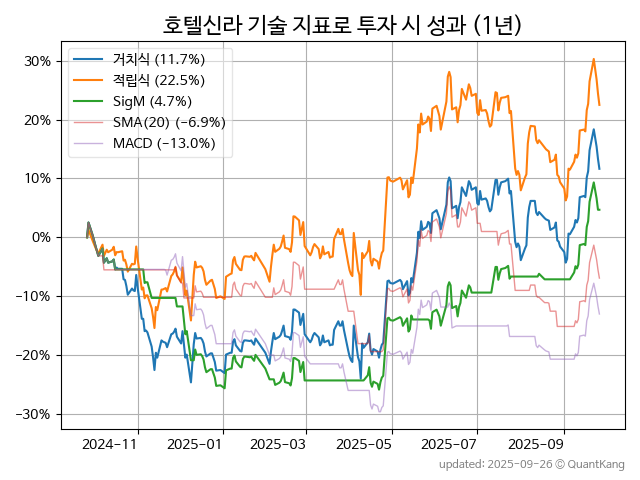 호텔신라 기술 지표로 투자 시 성과 (1년)
30%
20%
10%
0%
−10%
−20%
−30%
거치식 (11.7%)
적립식 (22.5%)
SigM (4.7%)
SMA(20) (−6.9%)
MACD (−13.0%)
2024-11
2025-01
2025-03
2025-05
2025-07
2025-09
updated: 2025-09-26 © QuantKang